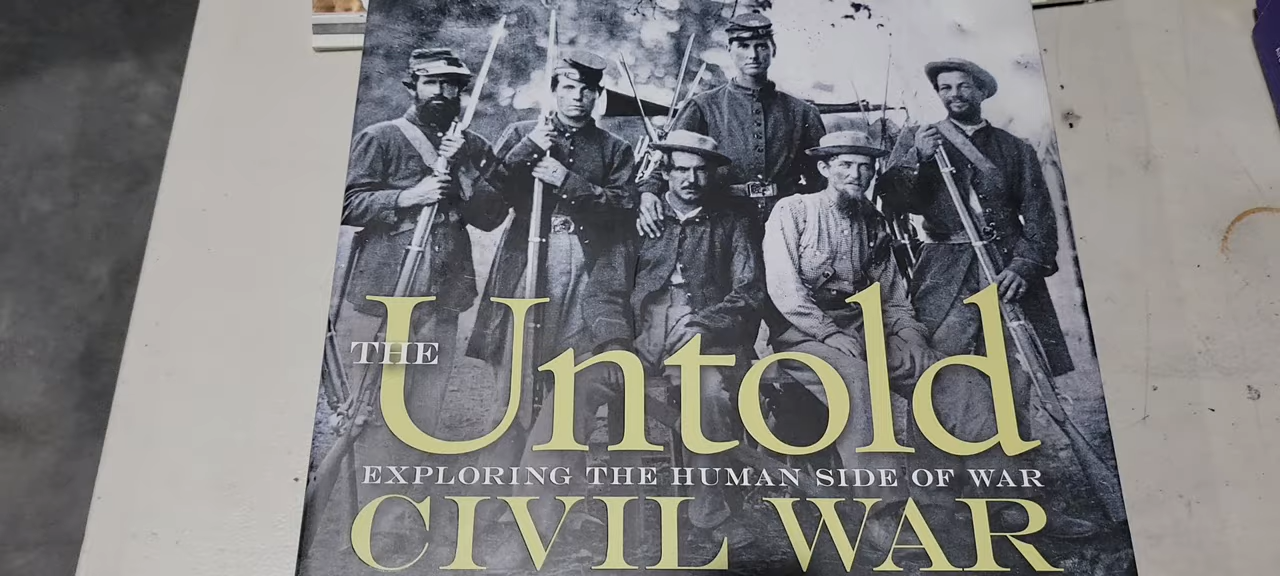 THE Untold
EXPLORING THE HUMAN SIDE OF WAR
CIVIL WAR